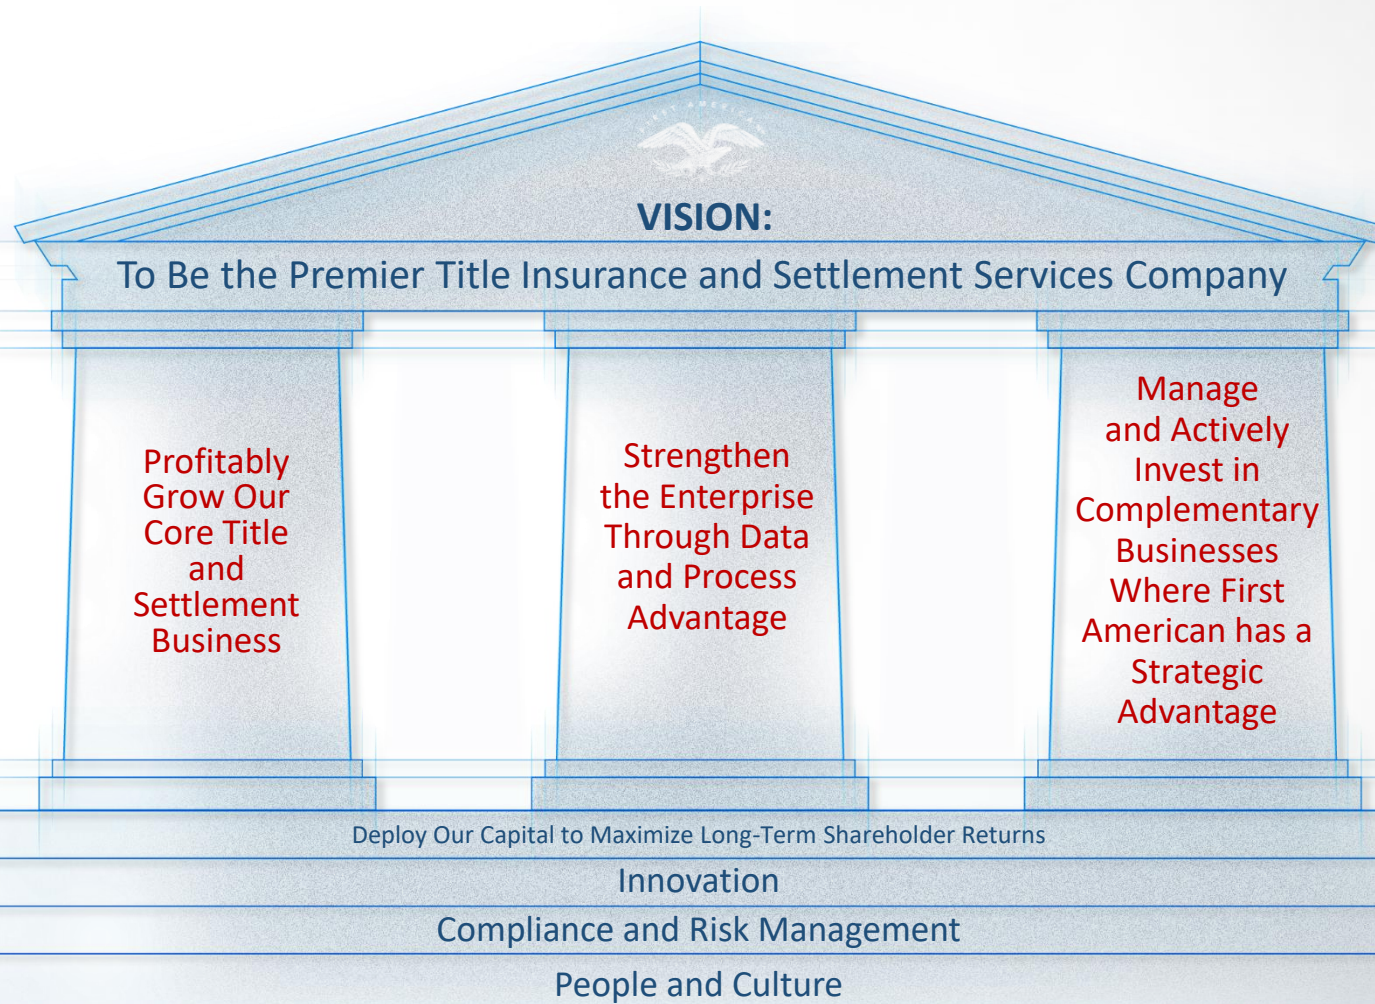 FIRST AMERICAN
VISION:
To Be the Premier Title Insurance and Settlement Services Company
Profitably
Grow Our
Core Title
and
Settlement
Business
Strengthen
the Enterprise
Through Data
and Process
Advantage
Manage
and Actively
Invest in
Complementary
Businesses
Where First
American has a
Strategic
Advantage
Deploy Our Capital to Maximize Long-Term Shareholder Returns
Innovation
Compliance and Risk Management
People and Culture